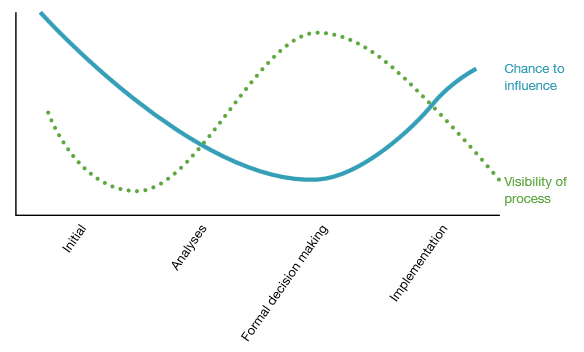 Chance to
influence
Visibility of
process
Initial
Analyses
Formal decision making
Implementation